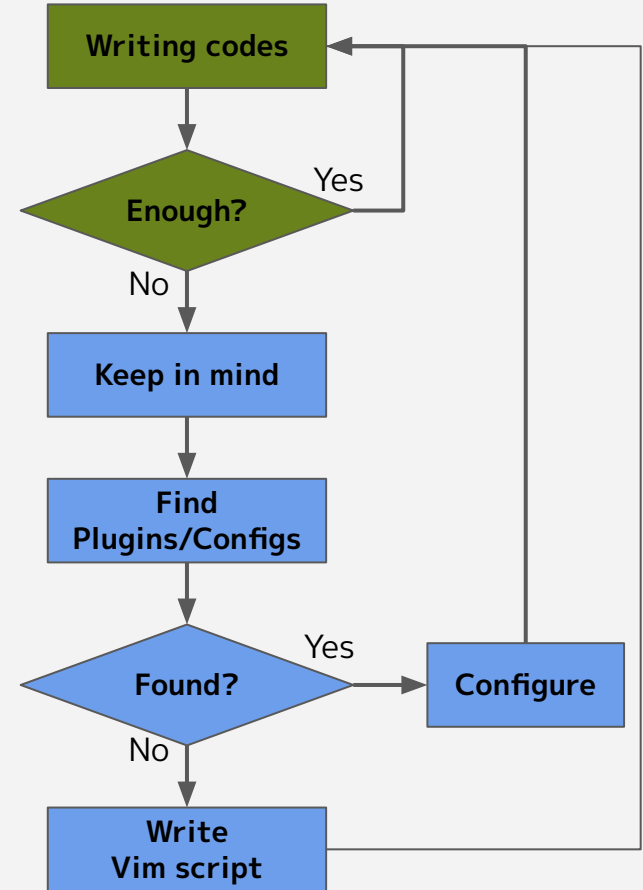 Writing codes
Yes
Enough?
No
Keep in mind
Find
Plugins/Configs
Yes
Found?
Configure
No
Write
Vim script